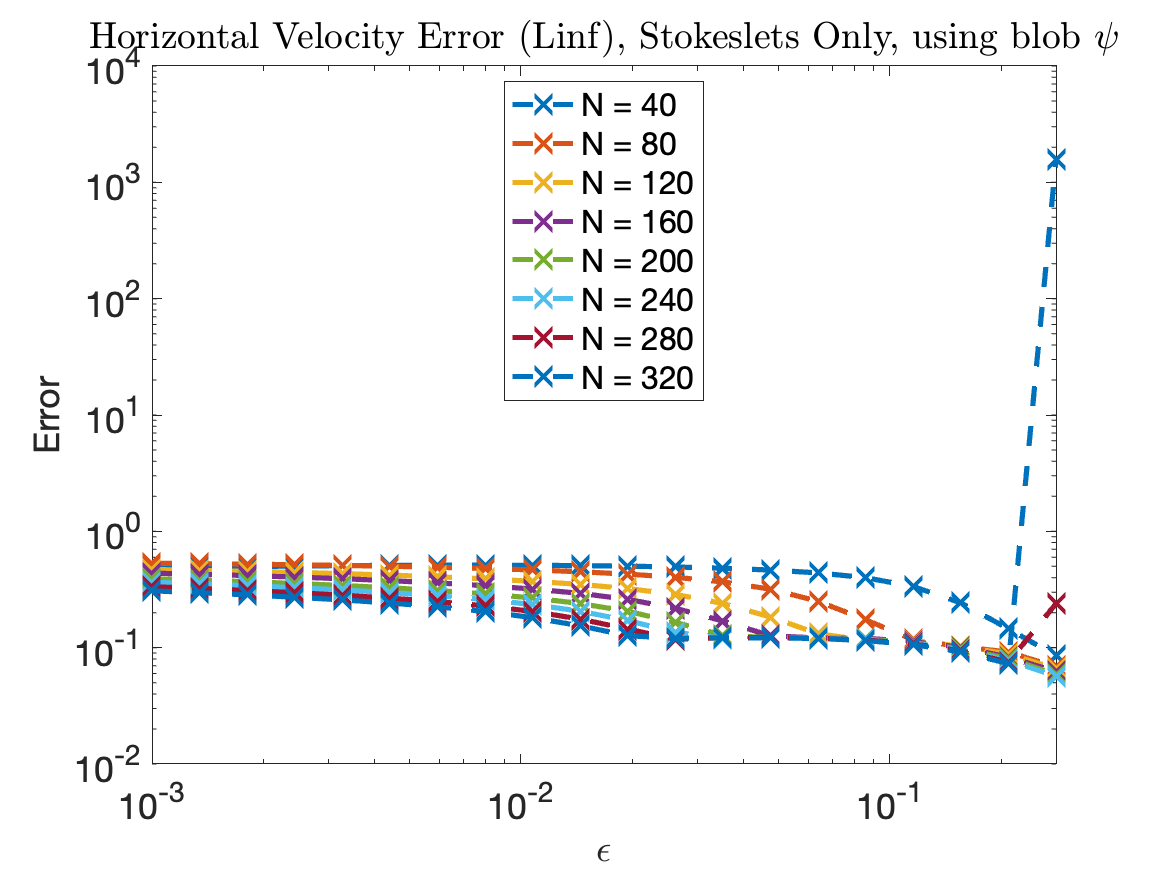 Horizontal Velocity Error (Linf), Stokeslets Only, using blob ψ
10^4
10^3
10^2
10^1
10^0
10^-1
10^-2
Error
N = 40
N = 80
N = 120
N = 160
N = 200
N = 240
N = 280
N = 320
10^-3
10^-2
10^-1
ϵ